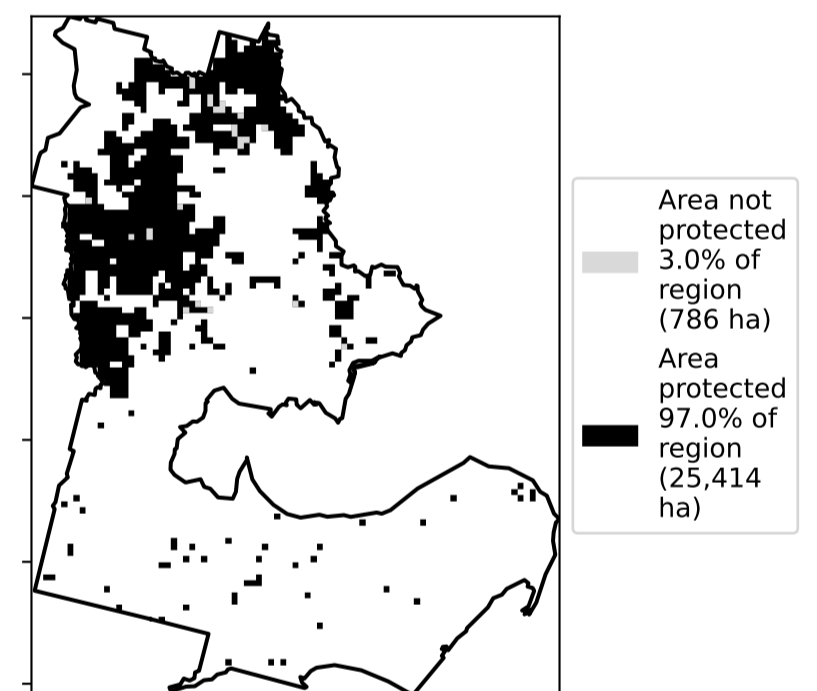 Area not
protected
3.0% of
region
(786 ha)
Area
protected
97.0% of
region
(25,414
ha)